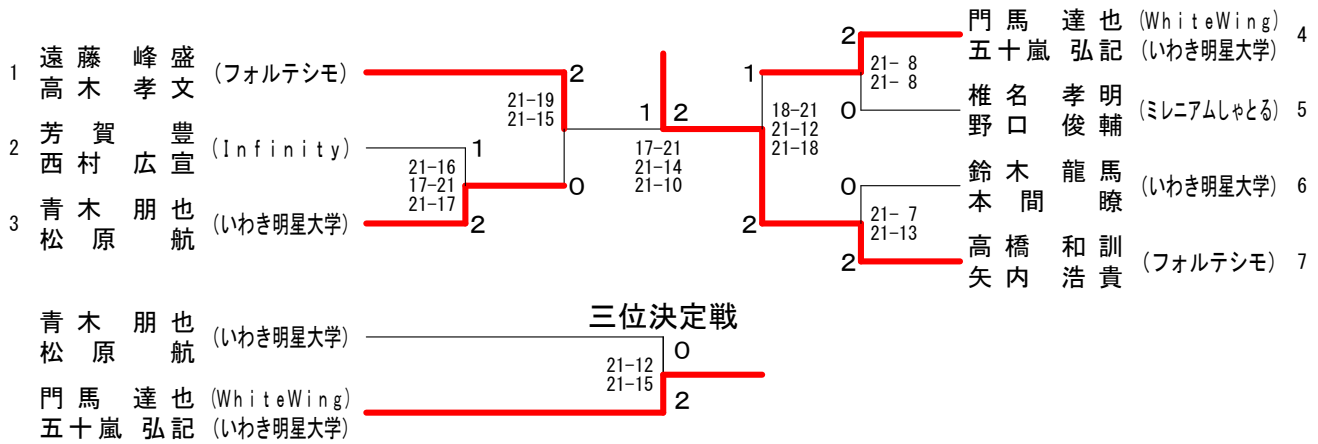 1 遠藤 峰盛 (フォルテシモ)
高木 孝文
2 芳賀 豊 (Infinity)
西村 広宣
3 青木 朋也 (いわき明星大学)
松原 航
21-19
21-15
2
0
21-16
17-21
21-17
1
2
1 2
17-21
21-14
21-10
1
18-21
21-12
21-18
2
2
21- 8
21- 8
0
0
21- 7
21-13
2
門馬 達也 (WhiteWing) 4
五十嵐 弘記 (いわき明星大学)
椎名 孝明 (ミレニアムしゃとる) 5
野口 俊輔
鈴木 龍馬 (いわき明星大学) 6
本間 瞭
高橋 和訓 (フォルテシモ) 7
矢内 浩貴
三位決定戦
青木 朋也 (いわき明星大学)
松原 航
門馬 達也 (WhiteWing)
五十嵐 弘記 (いわき明星大学)
0
21-12
21-15
2